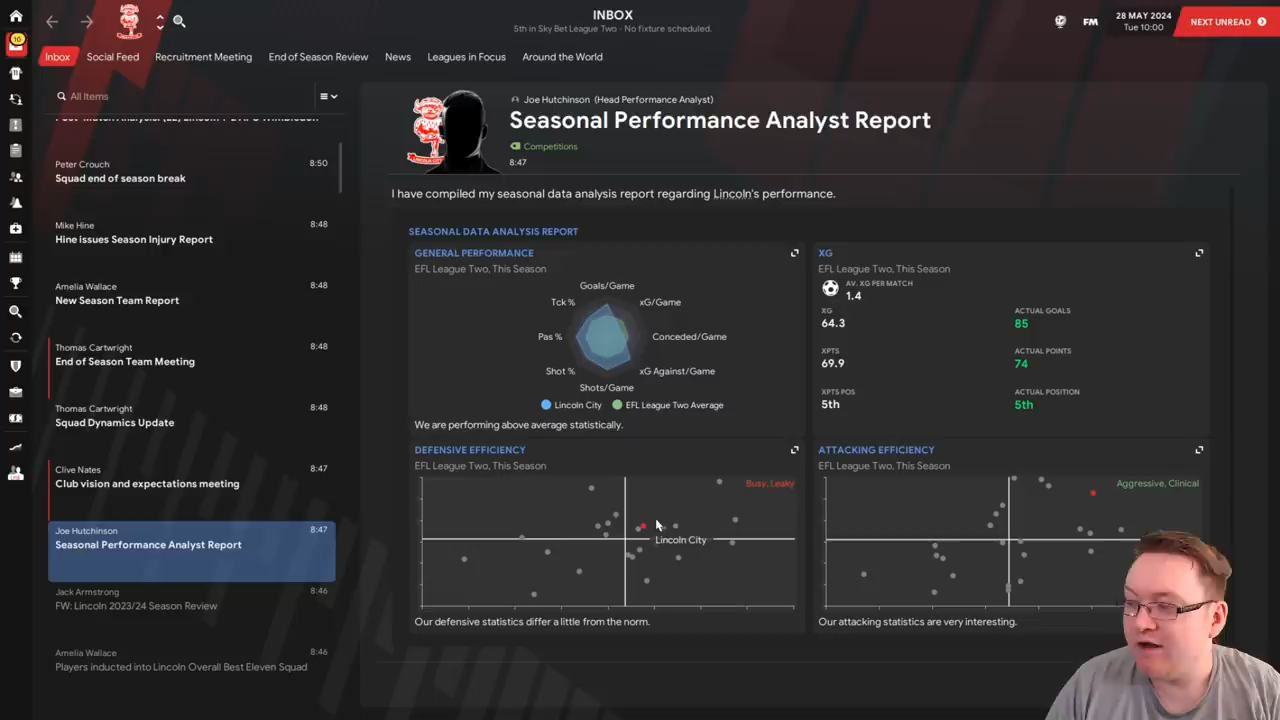 INBOX
5th in Sky Bet League Two - No fixture scheduled.
10
FM
28 MAY 2024
Tue 10:00
NEXT UNREAD
Inbox
Social Feed
Recruitment Meeting
End of Season Review
News
Leagues in Focus
Around the World
All Items
Peter Crouch
8:50
Squad end of season break
Mike Hine
8:48
Hine issues Season Injury Report
Amelia Wallace
8:48
New Season Team Report
Thomas Cartwright
8:48
End of Season Team Meeting
Thomas Cartwright
8:48
Squad Dynamics Update
Clive Nates
8:47
Club vision and expectations meeting
Joe Hutchinson
8:47
Seasonal Performance Analyst Report
Jack Armstrong
8:46
FW: Lincoln 2023/24 Season Review
Amelia Wallace
8:46
Players inducted into Lincoln Overall Best Eleven Squad
LINCOLN CITY
Joe Hutchinson (Head Performance Analyst)
Seasonal Performance Analyst Report
Competitions
8:47
I have compiled my seasonal data analysis report regarding Lincoln's performance.
SEASONAL DATA ANALYSIS REPORT
GENERAL PERFORMANCE
EFL League Two, This Season
Goals/Game
Tck %
xG/Game
Pas %
Conceded/Game
Shot %
xG Against/Game
Shots/Game
Lincoln City
EFL League Two Average
We are performing above average statistically.
XG
EFL League Two, This Season
AV. XG PER MATCH
1.4
XG
64.3
ACTUAL GOALS
85
XPTS
69.9
ACTUAL POINTS
74
XPTS POS
5th
ACTUAL POSITION
5th
DEFENSIVE EFFICIENCY
EFL League Two, This Season
Busy, Leaky
Lincoln City
Our defensive statistics differ a little from the norm.
ATTACKING EFFICIENCY
EFL League Two, This Season
Aggressive, Clinical
Our attacking statistics are very interesting.